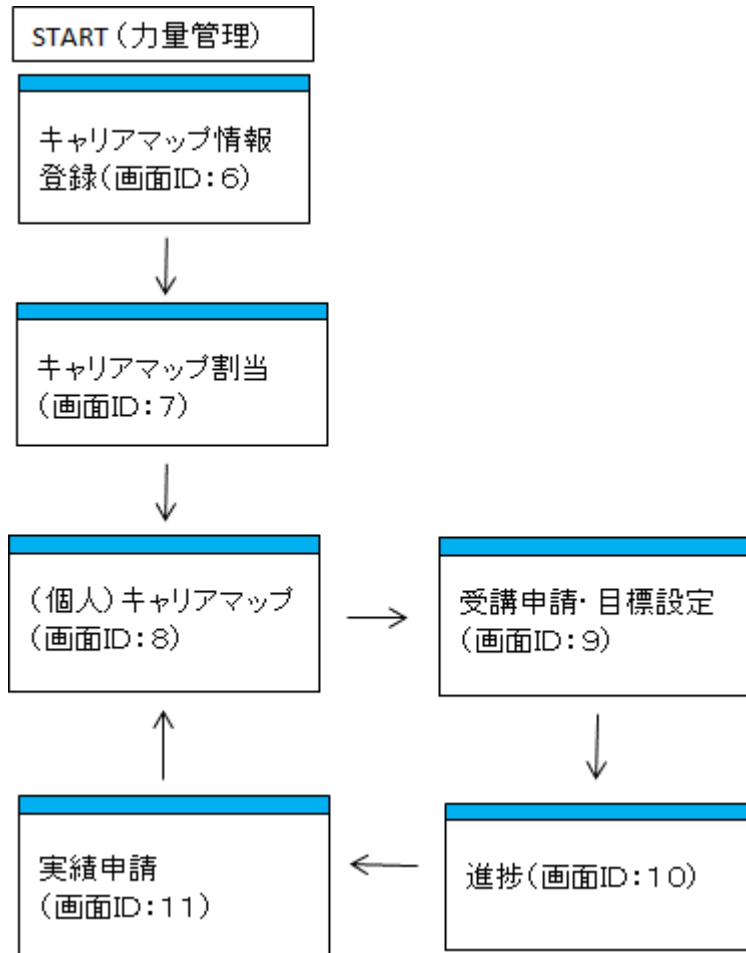 START（力量管理）
キャリアマップ情報
登録（画面ID：６）
キャリアマップ割当
（画面ID：７）
（個人）キャリアマップ
（画面ID：８）
受講申請・目標設定
（画面ID：９）
進捗（画面ID：１０）
実績申請
（画面ID：１１）